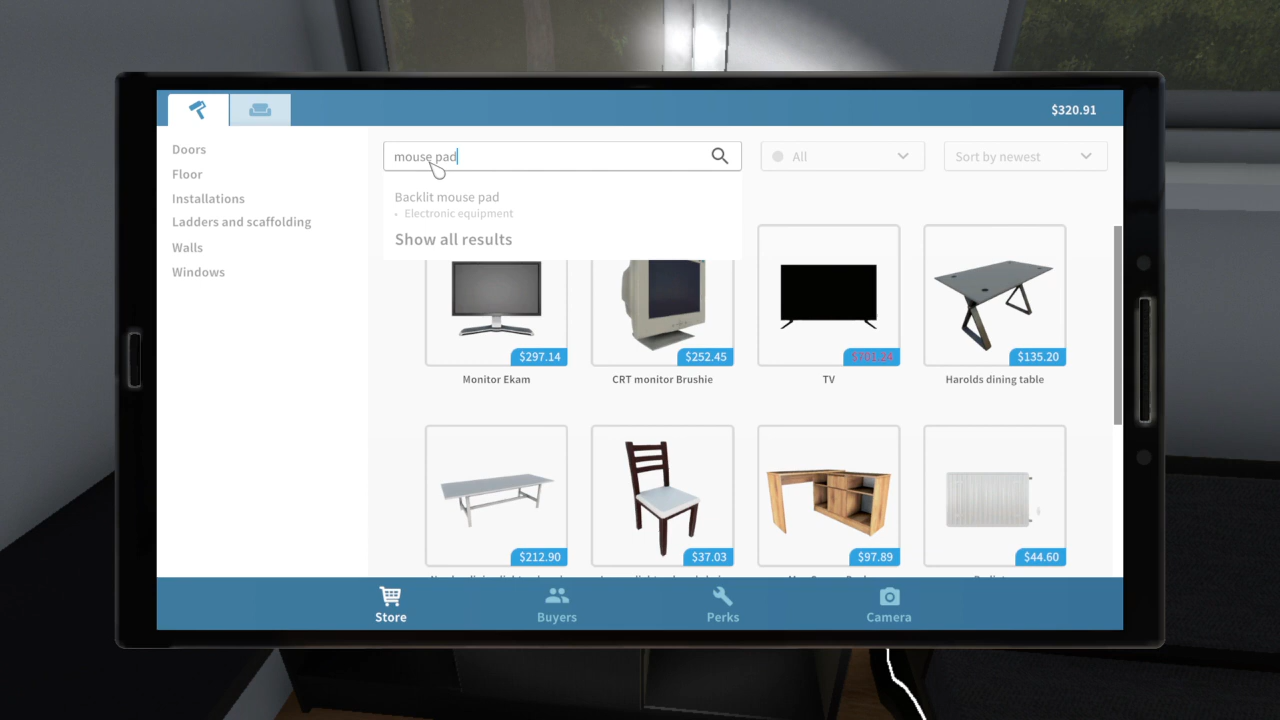 $320.91
Doors
Floor
Installations
Ladders and scaffolding
Walls
Windows
mouse pad
All
Sort by newest
Backlit mouse pad
• Electronic equipment
Show all results
$297.14
$252.45
$701.24
$135.20
Monitor Ekam
CRT monitor Brushie
TV
Harolds dining table
$212.90
$37.03
$97.89
$44.60
Store
Buyers
Perks
Camera